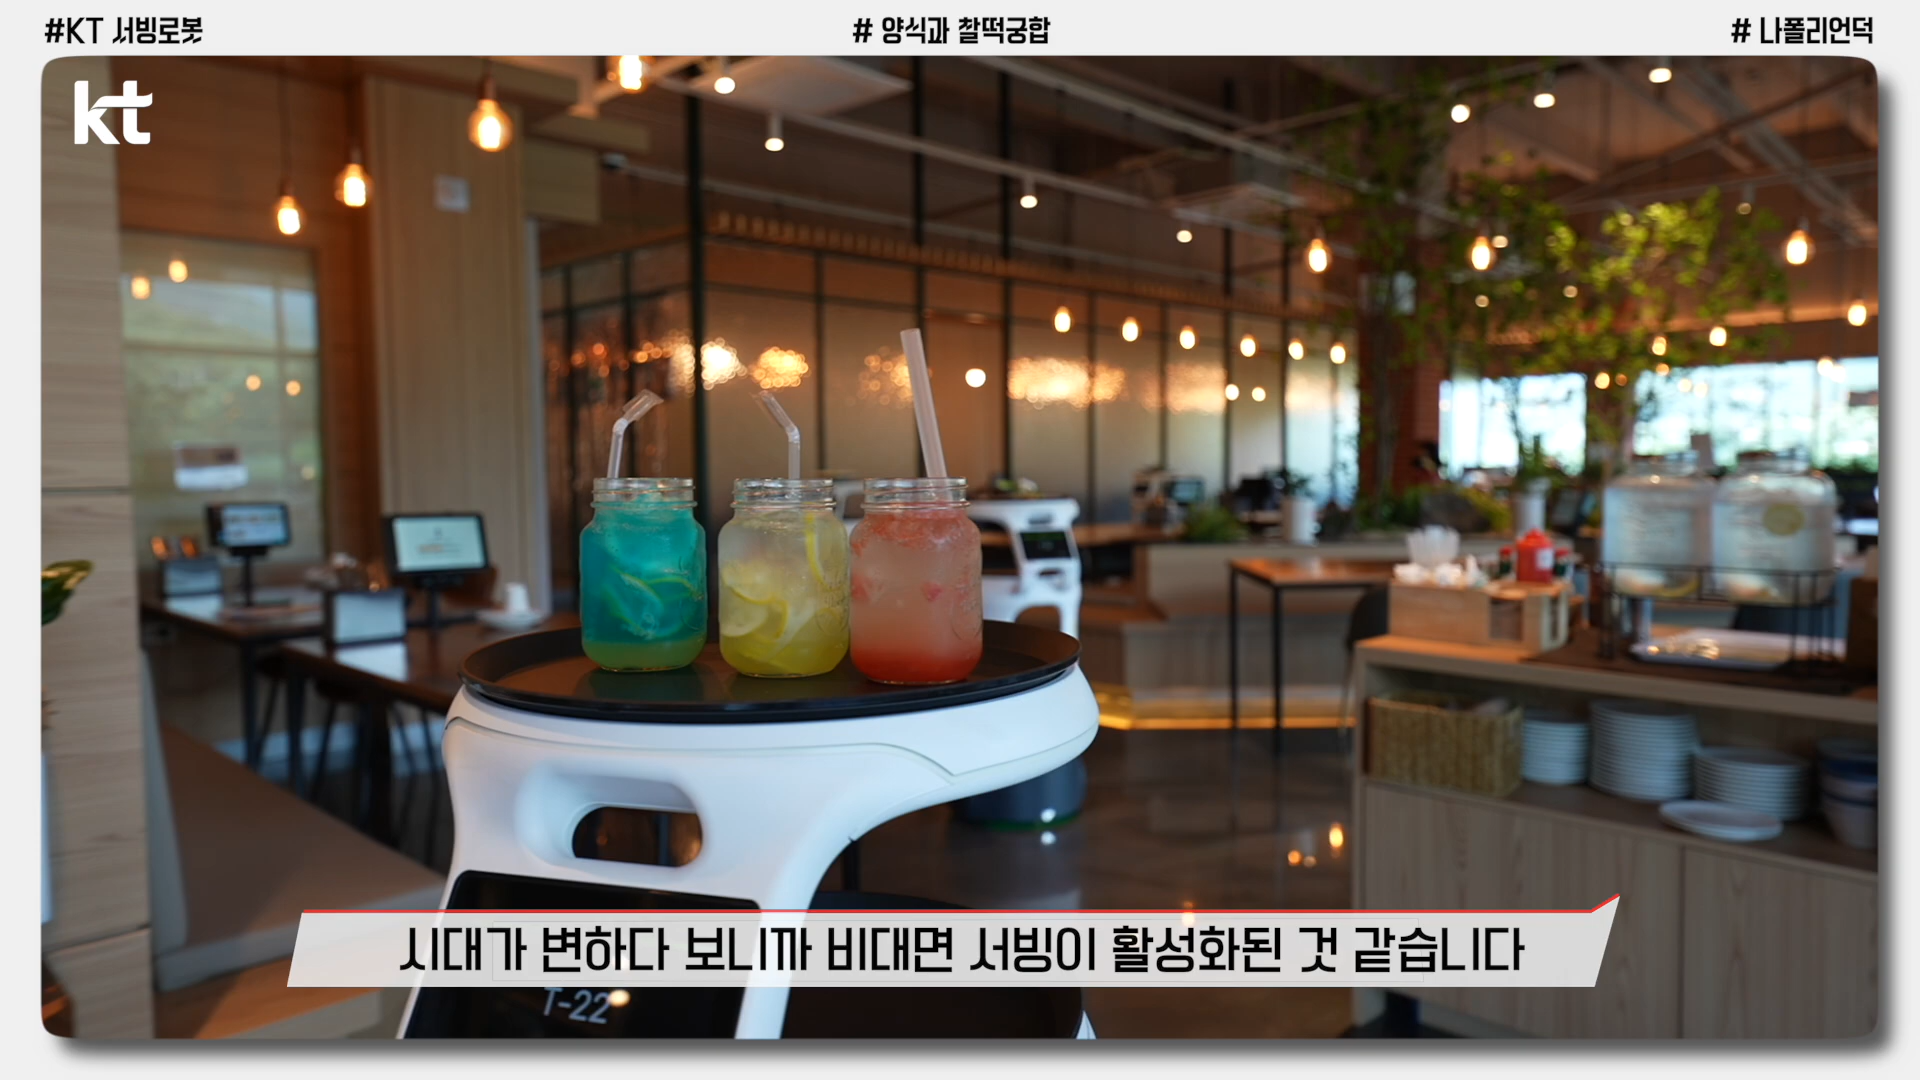 #KT 서빙로봇
# 양식과 찰떡궁합
# 나폴리언덕
kt
시대가 변하다 보니까 비대면 서빙이 활성화된 것 같습니다
T-22